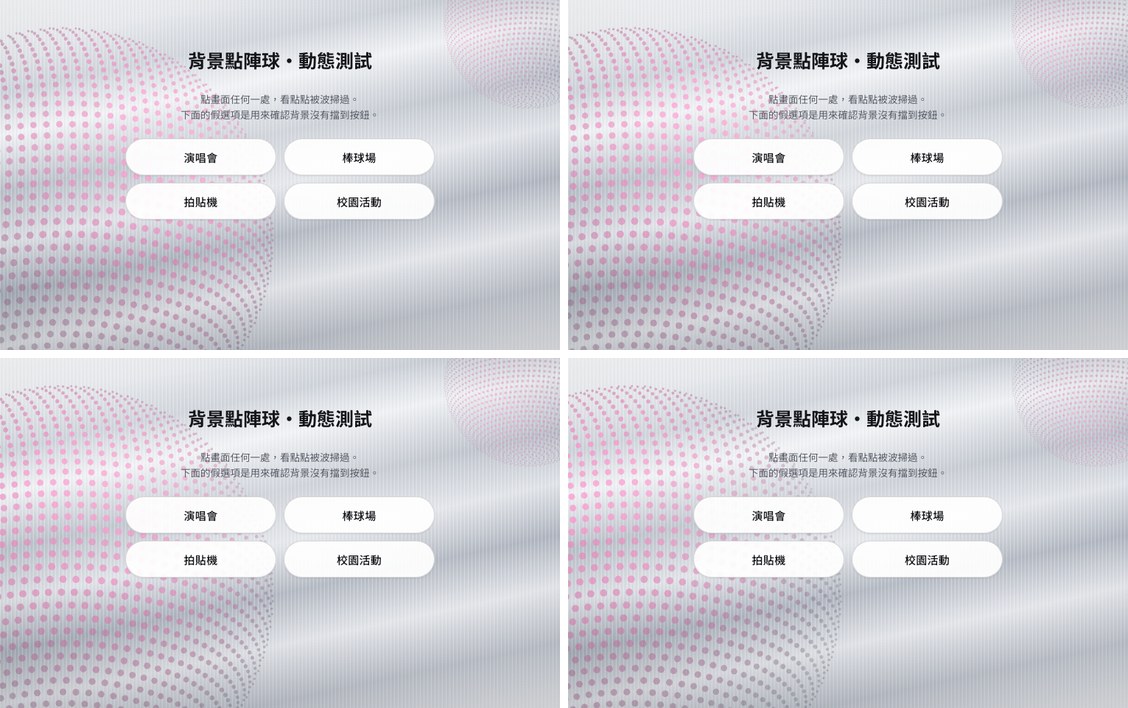 背景點陣球・動態測試
點畫面任何一處，看點點被波掃過。
下面的假選項是用來確認背景沒有擋到按鈕。
演唱會
棒球場
拍貼機
校園活動
背景點陣球・動態測試
點畫面任何一處，看點點被波掃過。
下面的假選項是用來確認背景沒有擋到按鈕。
演唱會
棒球場
拍貼機
校園活動
背景點陣球・動態測試
點畫面任何一處，看點點被波掃過。
下面的假選項是用來確認背景沒有擋到按鈕。
演唱會
棒球場
拍貼機
校園活動
背景點陣球・動態測試
點畫面任何一處，看點點被波掃過。
下面的假選項是用來確認背景沒有擋到按鈕。
演唱會
棒球場
拍貼機
校園活動